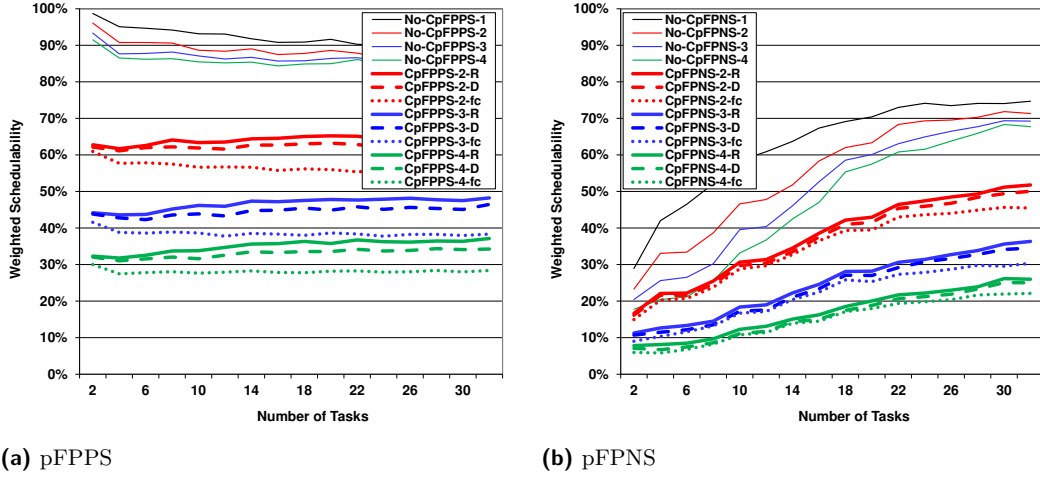 100%
90%
80%
70%
60%
50%
40%
30%
20%
10%
0%
Weighted Schedulability
2 6 10 14 18 22 26 30
Number of Tasks
No-CpFPPS-1
No-CpFPPS-2
No-CpFPPS-3
No-CpFPPS-4
CpFPPS-2-R
CpFPPS-2-D
CpFPPS-2-fc
CpFPPS-3-R
CpFPPS-3-D
CpFPPS-3-fc
CpFPPS-4-R
CpFPPS-4-D
CpFPPS-4-fc
(a) pFPPS
100%
90%
80%
70%
60%
50%
40%
30%
20%
10%
0%
Weighted Schedulability
2 6 10 14 18 22 26 30
Number of Tasks
No-CpFPNS-1
No-CpFPNS-2
No-CpFPNS-3
No-CpFPNS-4
CpFPNS-2-R
CpFPNS-2-D
CpFPNS-2-fc
CpFPNS-3-R
CpFPNS-3-D
CpFPNS-3-fc
CpFPNS-4-R
CpFPNS-4-D
CpFPNS-4-fc
(b) pFPNS